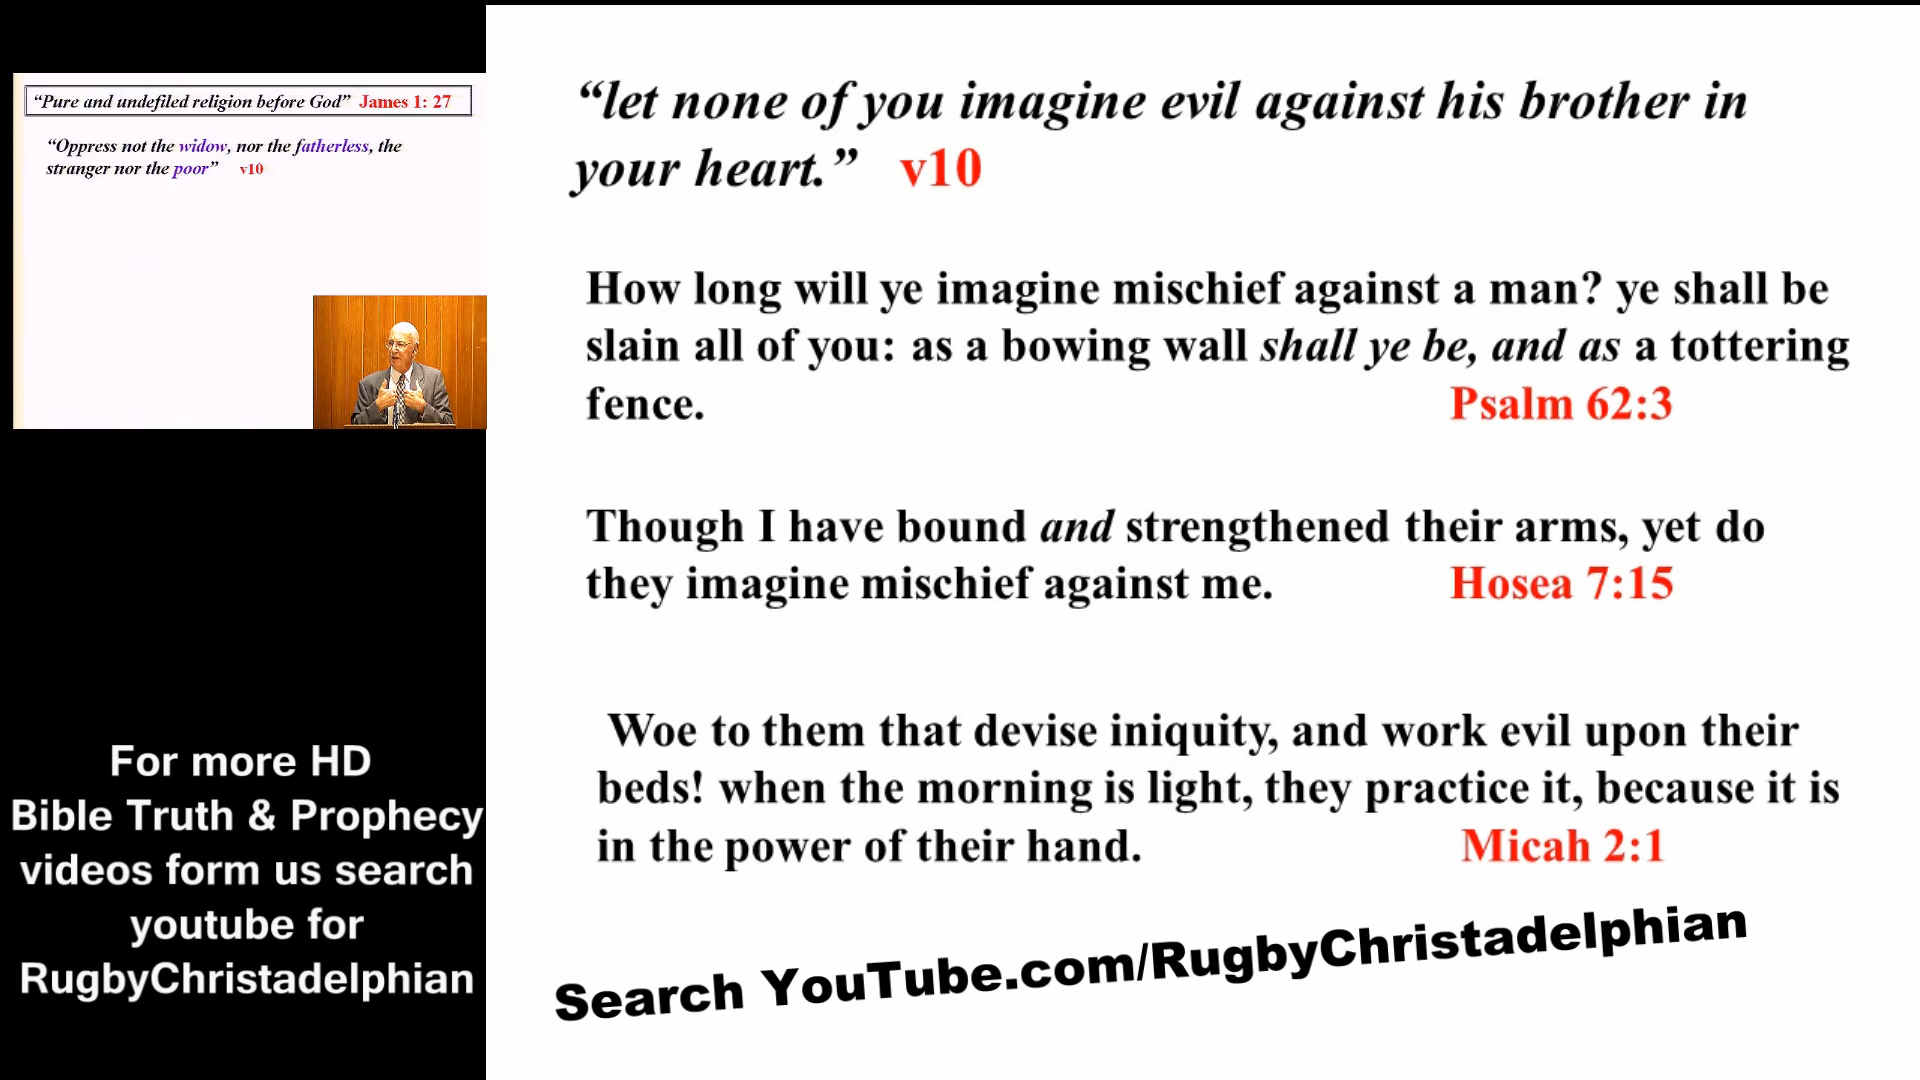 “Pure and undefiled religion before God” James 1: 27
“Oppress not the widow, nor the fatherless, the
stranger nor the poor” v10
For more HD
Bible Truth & Prophecy
videos form us search
youtube for
RugbyChristadelphian
“let none of you imagine evil against his brother in
your heart.” v10
How long will ye imagine mischief against a man? ye shall be
slain all of you: as a bowing wall shall ye be, and as a tottering
fence. Psalm 62:3
Though I have bound and strengthened their arms, yet do
they imagine mischief against me. Hosea 7:15
Woe to them that devise iniquity, and work evil upon their
beds! when the morning is light, they practice it, because it is
in the power of their hand. Micah 2:1
Search YouTube.com/RugbyChristadelphian